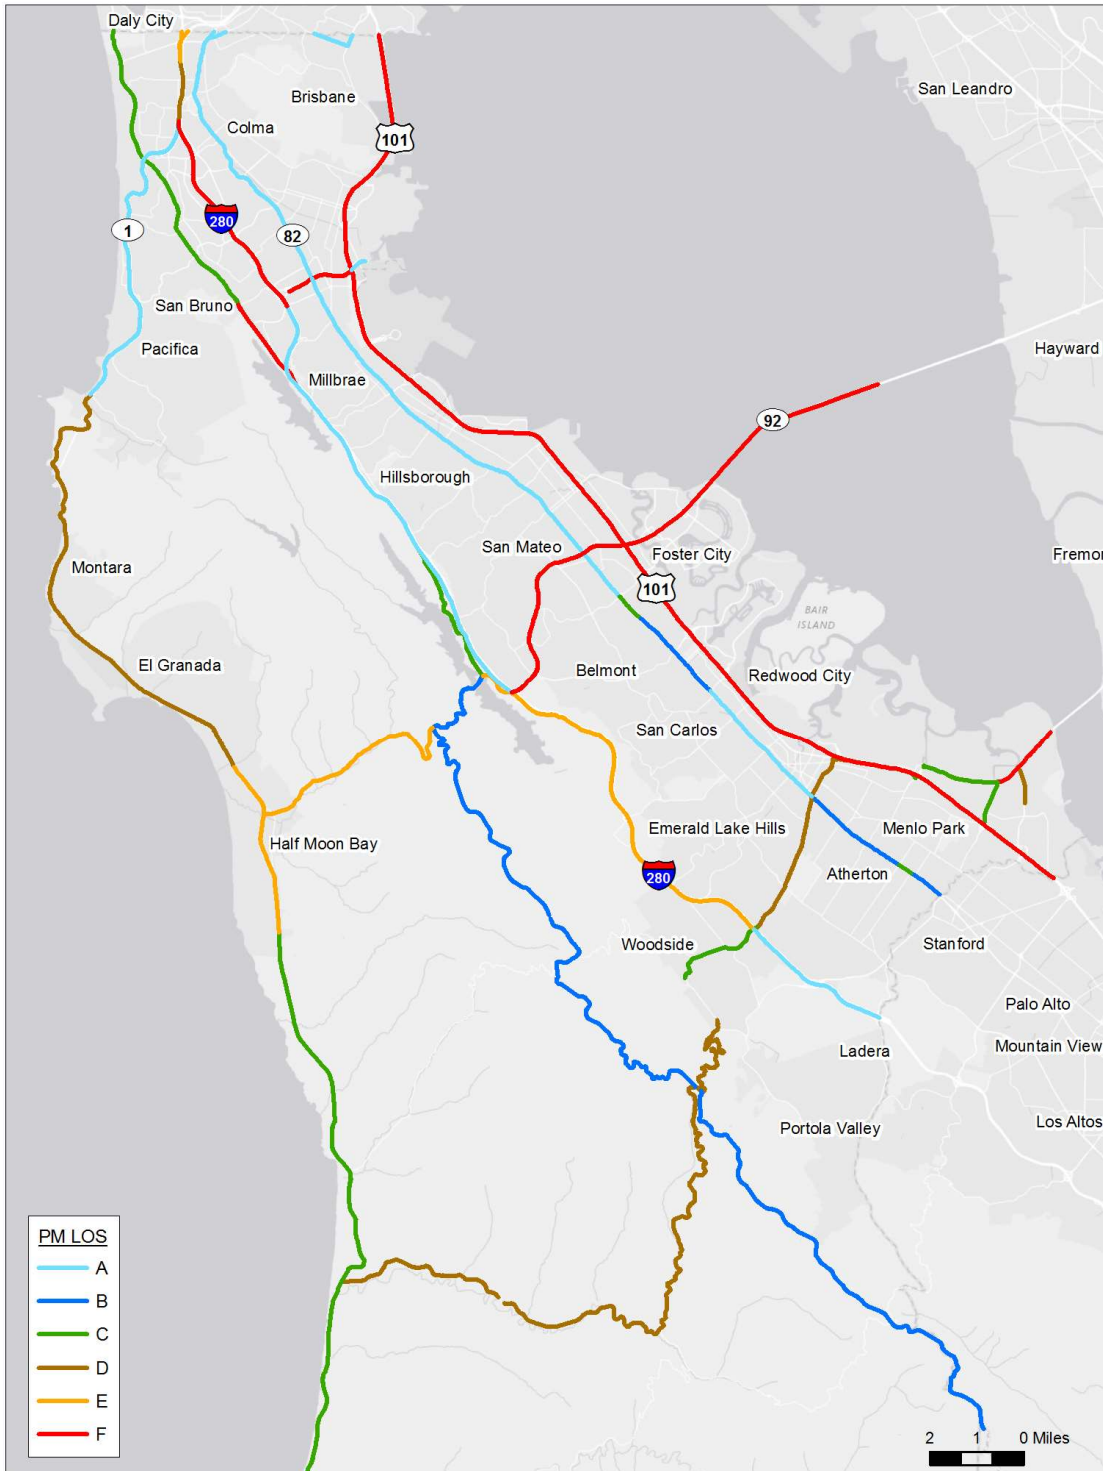 Daly City
San Leandro
Brisbane
Colma
101
280
1
82
San Bruno
Pacifica
Hayward
Millbrae
92
Hillsborough
San Mateo
Foster City
Fremon
Montara
101
BAIR
ISLAND
El Granada
Belmont
Redwood City
San Carlos
Half Moon Bay
Emerald Lake Hills
Menlo Park
280
Atherton
Woodside
Stanford
Palo Alto
Ladera
Mountain View
Portola Valley
Los Altos
PM LOS
A
B
C
D
E
F
2 1 0 Miles